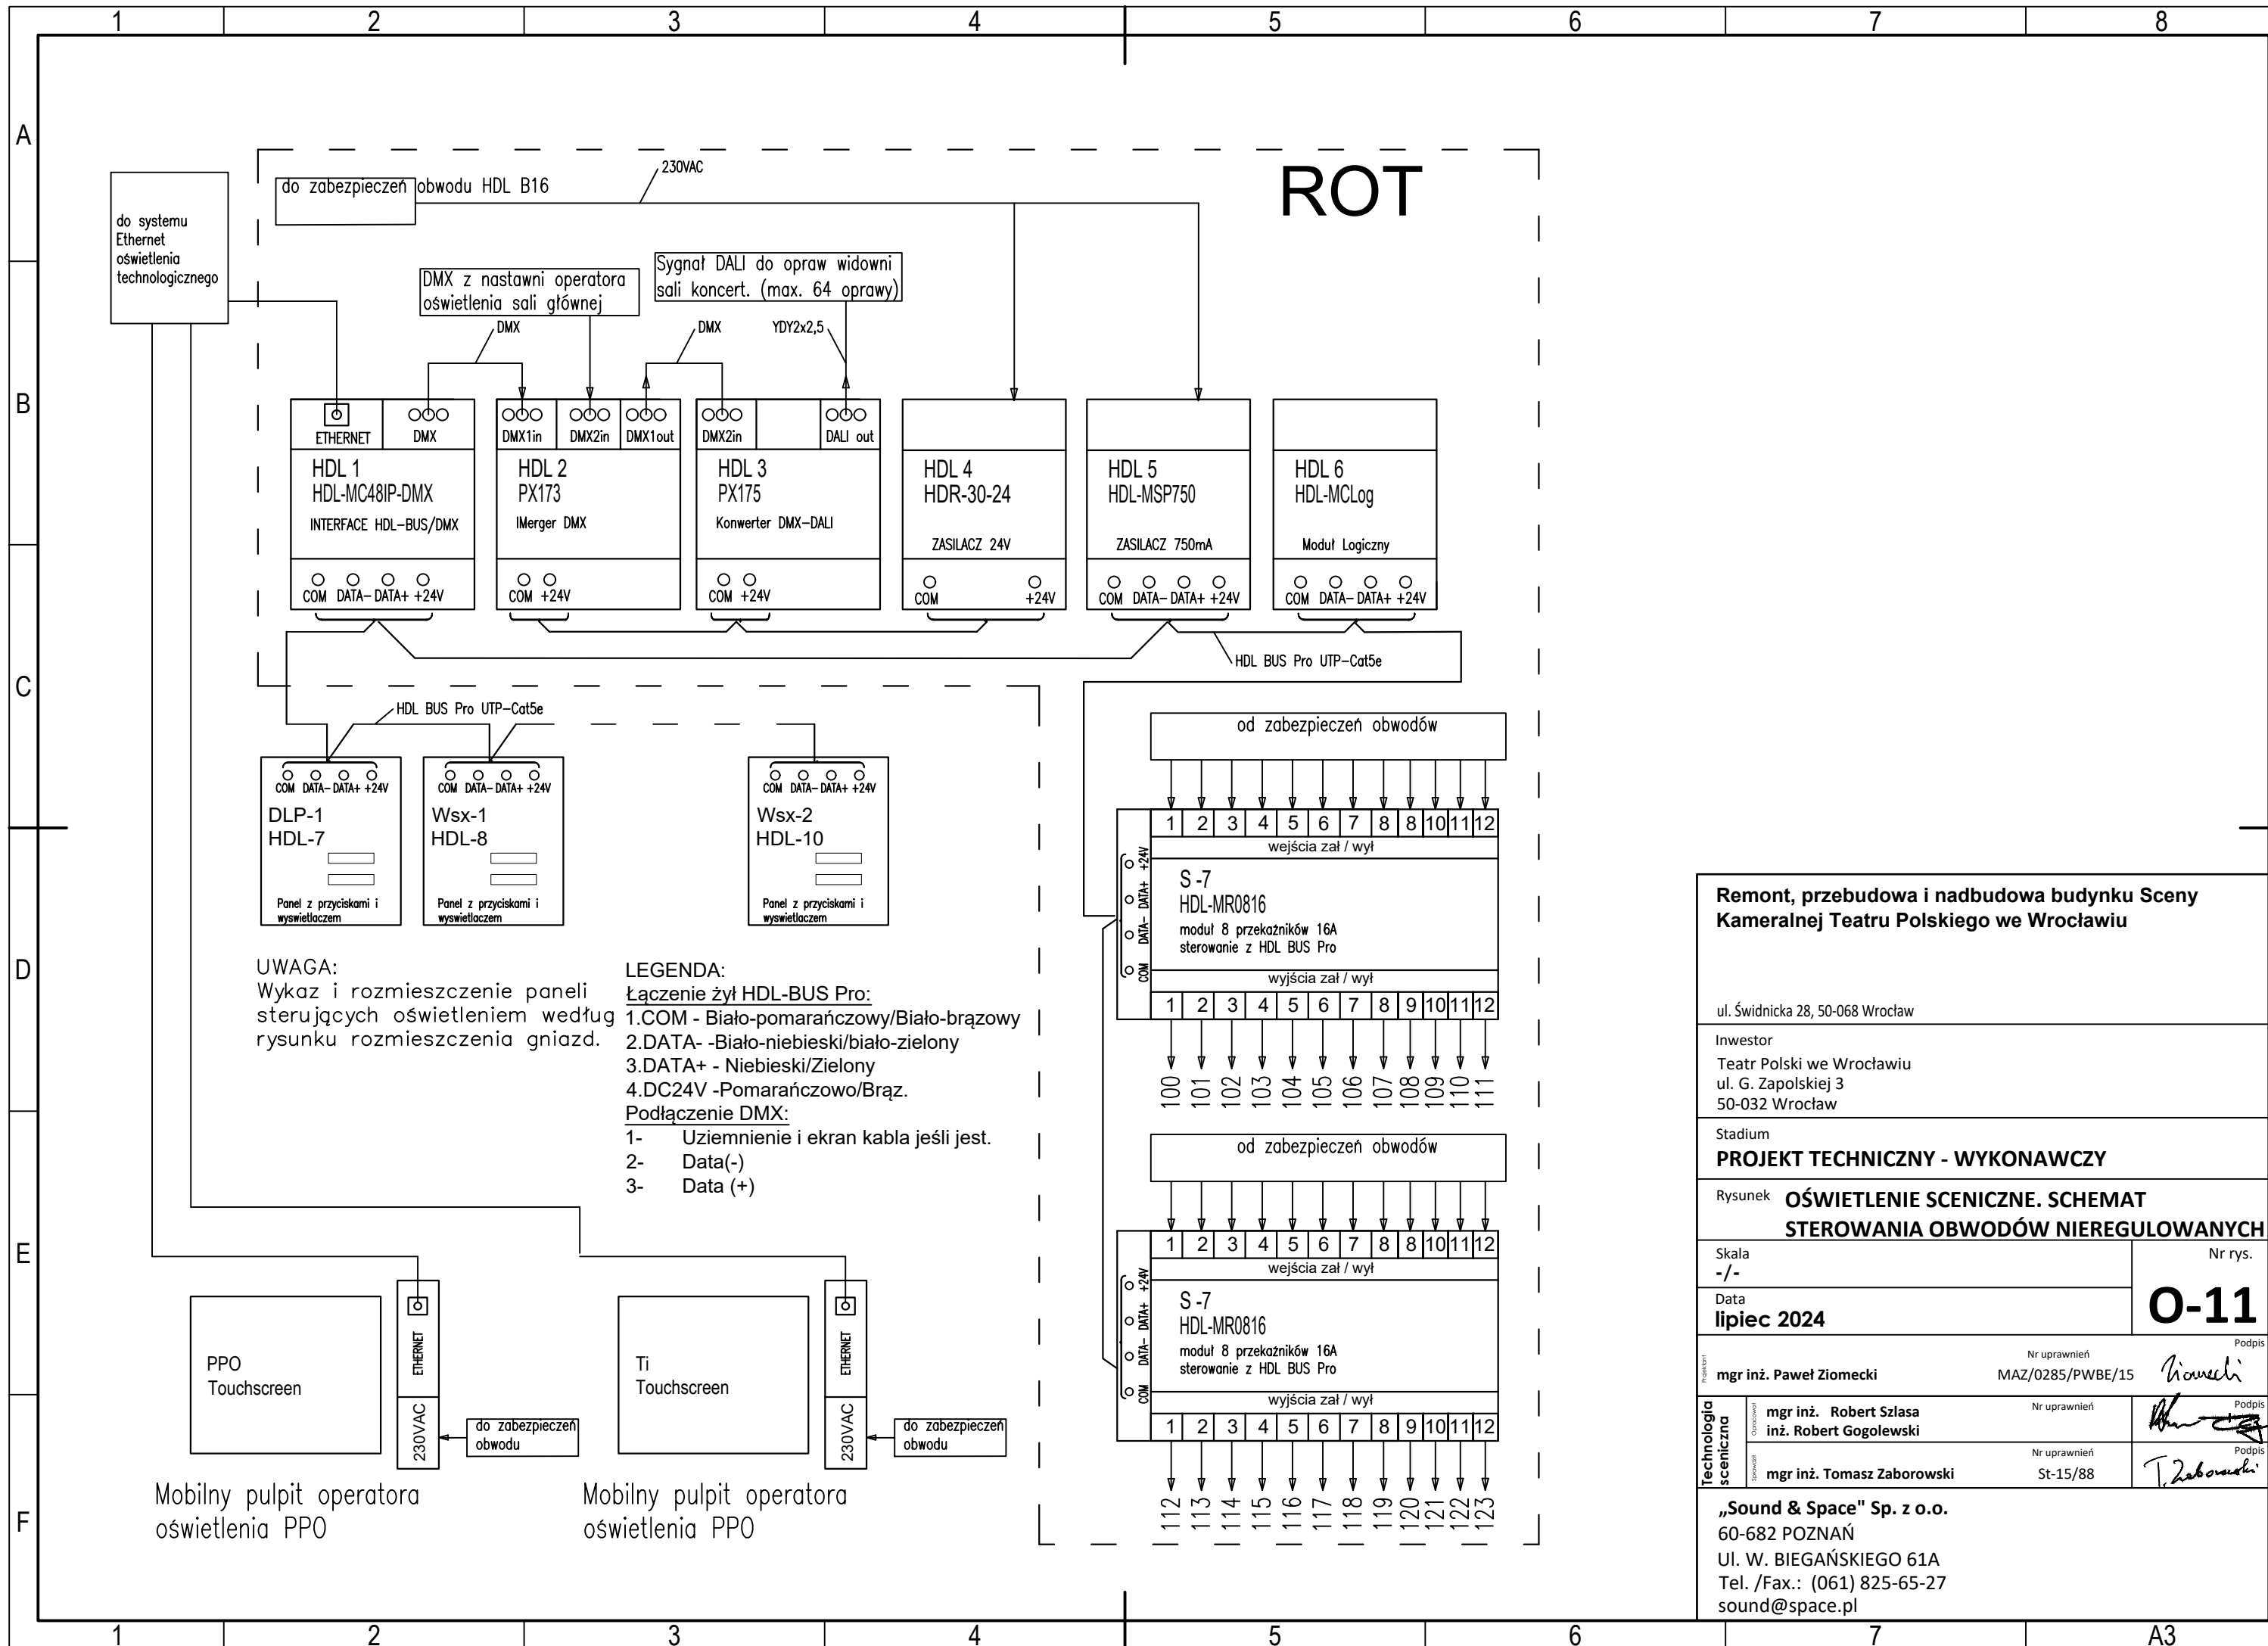 1 2 3 4 5 6 7 8
A
B
C
D
E
F
ROT
do systemu
Ethernet
oświetlenia
technologicznego
do zabezpieczeń obwodu HDL B16
230VAC
DMX z nastawni operatora
oświetlenia sali głównej
Sygnał DALI do opraw widowni
sali koncert. (max. 64 oprawy)
DMX
DMX
YDY2x2,5
ETHERNET DMX
HDL 1
HDL-MC48IP-DMX
INTERFACE HDL-BUS/DMX
COM DATA- DATA+ +24V
DMX1in DMX2in DMX1out
HDL 2
PX173
IMerger DMX
COM +24V
DMX2in DALI out
HDL 3
PX175
Konwerter DMX-DALI
COM +24V
HDL 4
HDR-30-24
ZASILACZ 24V
COM +24V
HDL 5
HDL-MSP750
ZASILACZ 750mA
COM DATA- DATA+ +24V
HDL 6
HDL-MCLog
Moduł Logiczny
COM DATA- DATA+ +24V
HDL BUS Pro UTP-Cat5e
HDL BUS Pro UTP-Cat5e
COM DATA- DATA+ +24V
DLP-1
HDL-7
Panel z przyciskami i
wyswietlaczem
COM DATA- DATA+ +24V
Wsx-1
HDL-8
Panel z przyciskami i
wyswietlaczem
COM DATA- DATA+ +24V
Wsx-2
HDL-10
Panel z przyciskami i
wyswietlaczem
UWAGA:
Wykaz i rozmieszczenie paneli
sterujących oświetleniem według
rysunku rozmieszczenia gniazd.
LEGENDA:
Łączenie żył HDL-BUS Pro:
1.COM - Biało-pomarańczowy/Biało-brązowy
2.DATA- -Biało-niebieski/biało-zielony
3.DATA+ - Niebieski/Zielony
4.DC24V -Pomarańczowo/Brąz.
Podłączenie DMX:
1- Uziemnienie i ekran kabla jeśli jest.
2- Data(-)
3- Data (+)
od zabezpieczeń obwodów
1 2 3 4 5 6 7 8 8 10 11 12
wejścia zał / wył
COM DATA- DATA+ +24V
S -7
HDL-MR0816
moduł 8 przekaźników 16A
sterowanie z HDL BUS Pro
wyjścia zał / wył
1 2 3 4 5 6 7 8 9 10 11 12
100 101 102 103 104 105 106 107 108 109 110 111
od zabezpieczeń obwodów
1 2 3 4 5 6 7 8 8 10 11 12
wejścia zał / wył
COM DATA- DATA+ +24V
S -7
HDL-MR0816
moduł 8 przekaźników 16A
sterowanie z HDL BUS Pro
wyjścia zał / wył
1 2 3 4 5 6 7 8 9 10 11 12
112 113 114 115 116 117 118 119 120 121 122 123
PPO
Touchscreen
ETHERNET
230VAC
do zabezpieczeń
obwodu
Mobilny pulpit operatora
oświetlenia PPO
Ti
Touchscreen
ETHERNET
230VAC
do zabezpieczeń
obwodu
Mobilny pulpit operatora
oświetlenia PPO
Remont, przebudowa i nadbudowa budynku Sceny
Kameralnej Teatru Polskiego we Wrocławiu
ul. Świdnicka 28, 50-068 Wrocław
Inwestor
Teatr Polski we Wrocławiu
ul. G. Zapolskiej 3
50-032 Wrocław
Stadium
PROJEKT TECHNICZNY - WYKONAWCZY
Rysunek OŚWIETLENIE SCENICZNE. SCHEMAT
STEROWANIA OBWODÓW NIEREGULOWANYCH
Skala
-/-
Nr rys.
O-11
Data
lipiec 2024
Projektant
mgr inż. Paweł Ziomecki
Nr uprawnień
MAZ/0285/PWBE/15
Podpis
Ziomecki
Technologia
sceniczna
Opracował
mgr inż. Robert Szlasa
inż. Robert Gogolewski
Nr uprawnień
Podpis
Sprawdził
mgr inż. Tomasz Zaborowski
Nr uprawnień
St-15/88
Podpis
T. Zaborowski
„Sound & Space" Sp. z o.o.
60-682 POZNAŃ
Ul. W. BIEGAŃSKIEGO 61A
Tel. /Fax.: (061) 825-65-27
sound@space.pl
1 2 3 4 5 6 7 A3